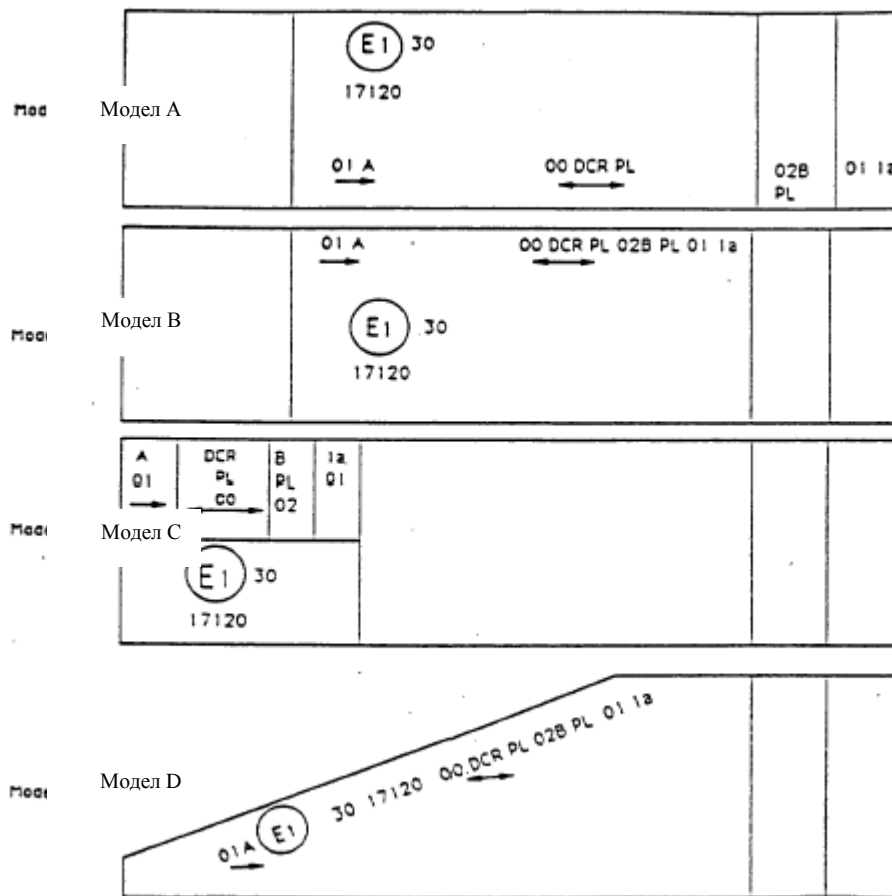 Модел A
E1 30
17120
01 A
00 DCR PL
02B
PL
01 1a
Модел B
01 A
00 DCR PL 02B PL 01 1a
E1 30
17120
A
01
DCR
PL
00
B
PL
02
1a
01
Модел C
E1 30
17120
Модел D
01A E1 30 17120 00 DCR PL 02B PL 01 1a